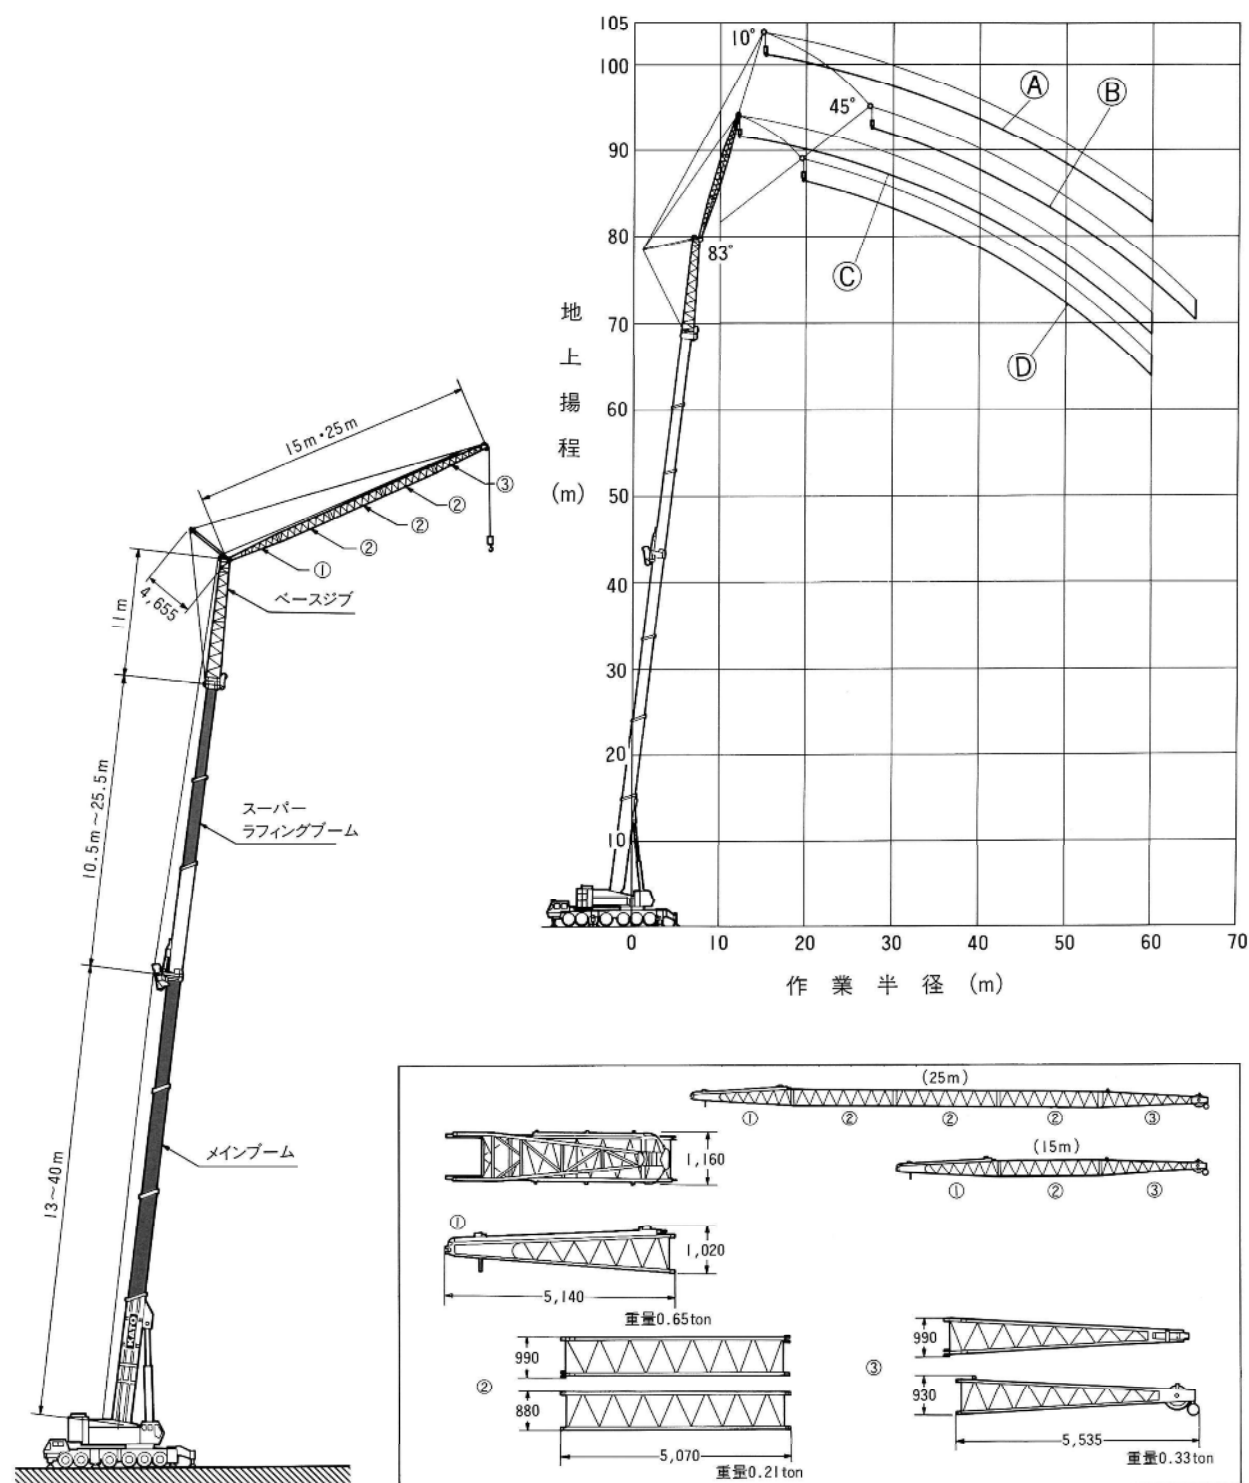 105
100
90
80
70
60
50
40
30
20
10
0
10
20
30
40
50
60
70
地上揚程
(m)
作業半径(m)
10°
45°
83°
Ⓐ
Ⓑ
Ⓒ
Ⓓ
15m・25m
③
②
②
②
①
4,655
ベースジブ
11m
10.5m～25.5m
スーパー
ラフィングブーム
13～40m
メインブーム
KATO
(25m)
① ② ② ② ③
(15m)
① ② ③
1,160
①
1,020
5,140
重量0.65ton
990
②
880
5,070
重量0.21ton
990
③
930
5,535
重量0.33ton